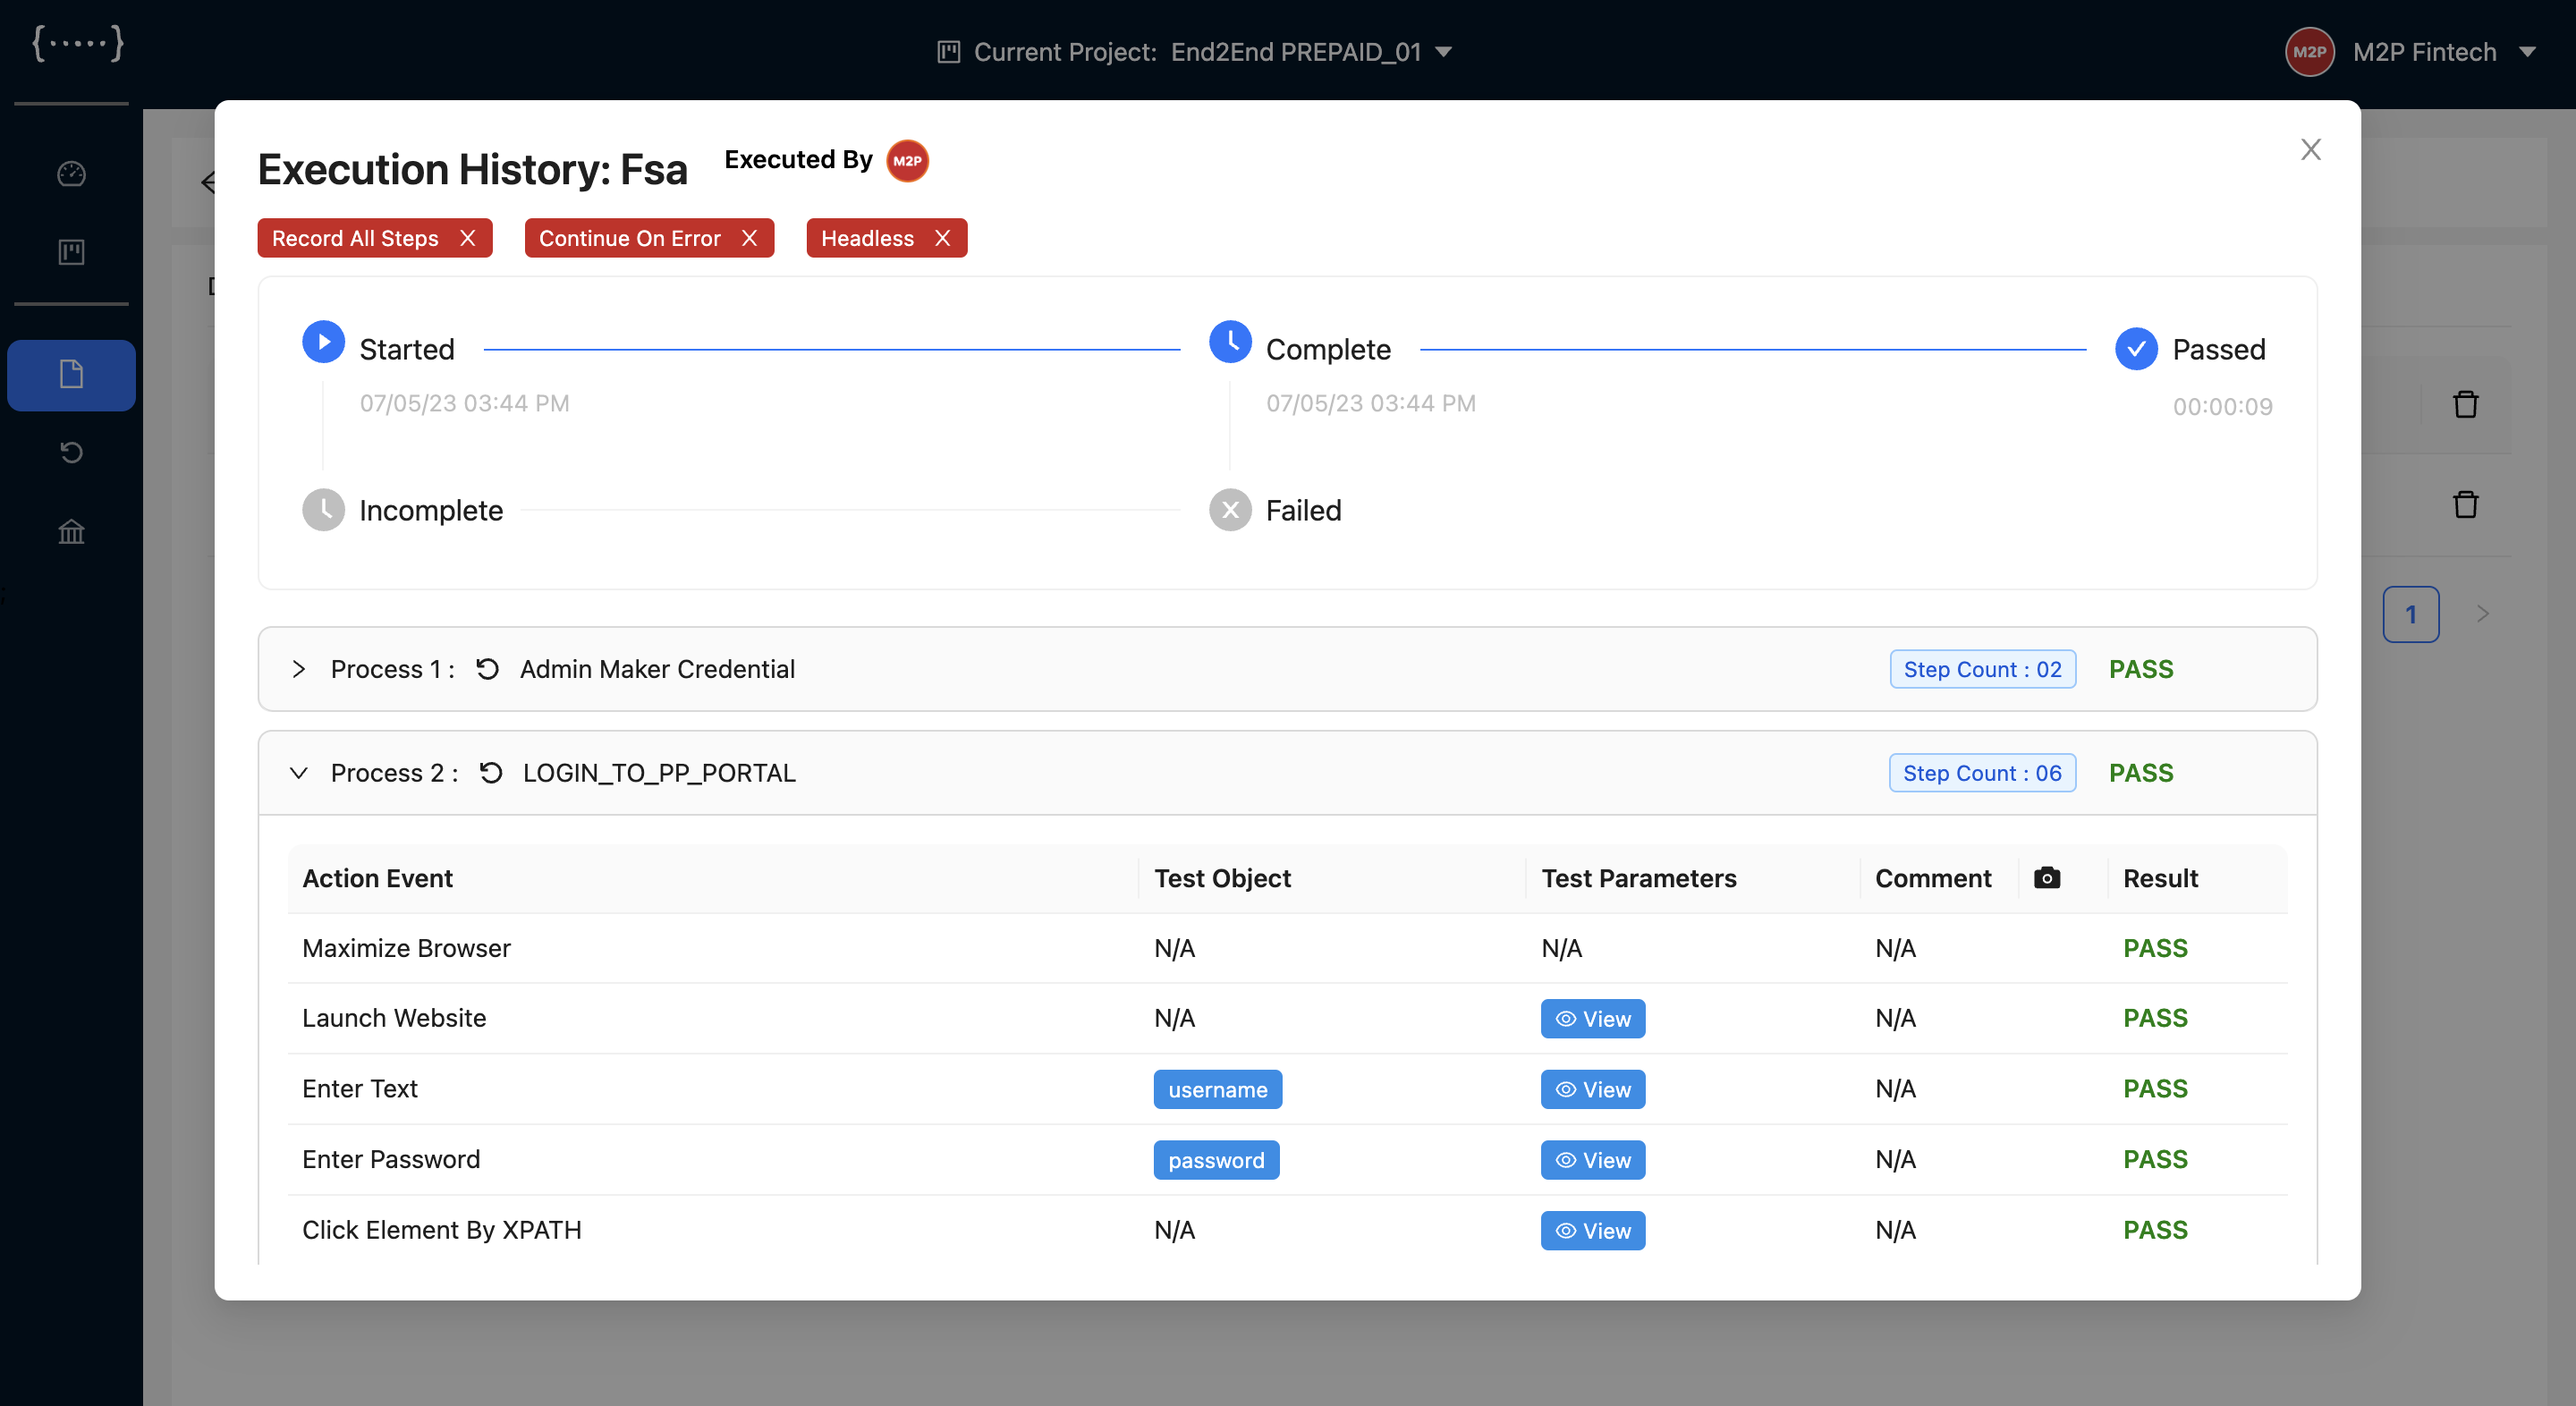 {·····}
Current Project: End2End PREPAID_01
M2P M2P Fintech
Execution History: Fsa
Executed By M2P
Record All Steps X
Continue On Error X
Headless X
Started
07/05/23 03:44 PM
Complete
07/05/23 03:44 PM
Passed
00:00:09
Incomplete
Failed
1
Process 1 : Admin Maker Credential Step Count : 02 PASS
Process 2 : LOGIN_TO_PP_PORTAL Step Count : 06 PASS
Action Event Test Object Test Parameters Comment Result
Maximize Browser N/A N/A N/A PASS
Launch Website N/A View N/A PASS
Enter Text username View N/A PASS
Enter Password password View N/A PASS
Click Element By XPATH N/A View N/A PASS